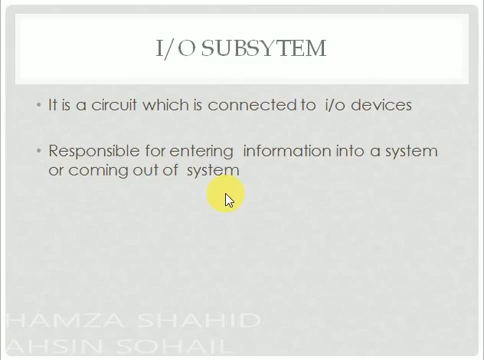 I/O SUBSYTEM
• It is a circuit which is connected to i/o devices
• Responsible for entering information into a system
or coming out of system
HAMZA SHAHID
AHSIN SOHAIL